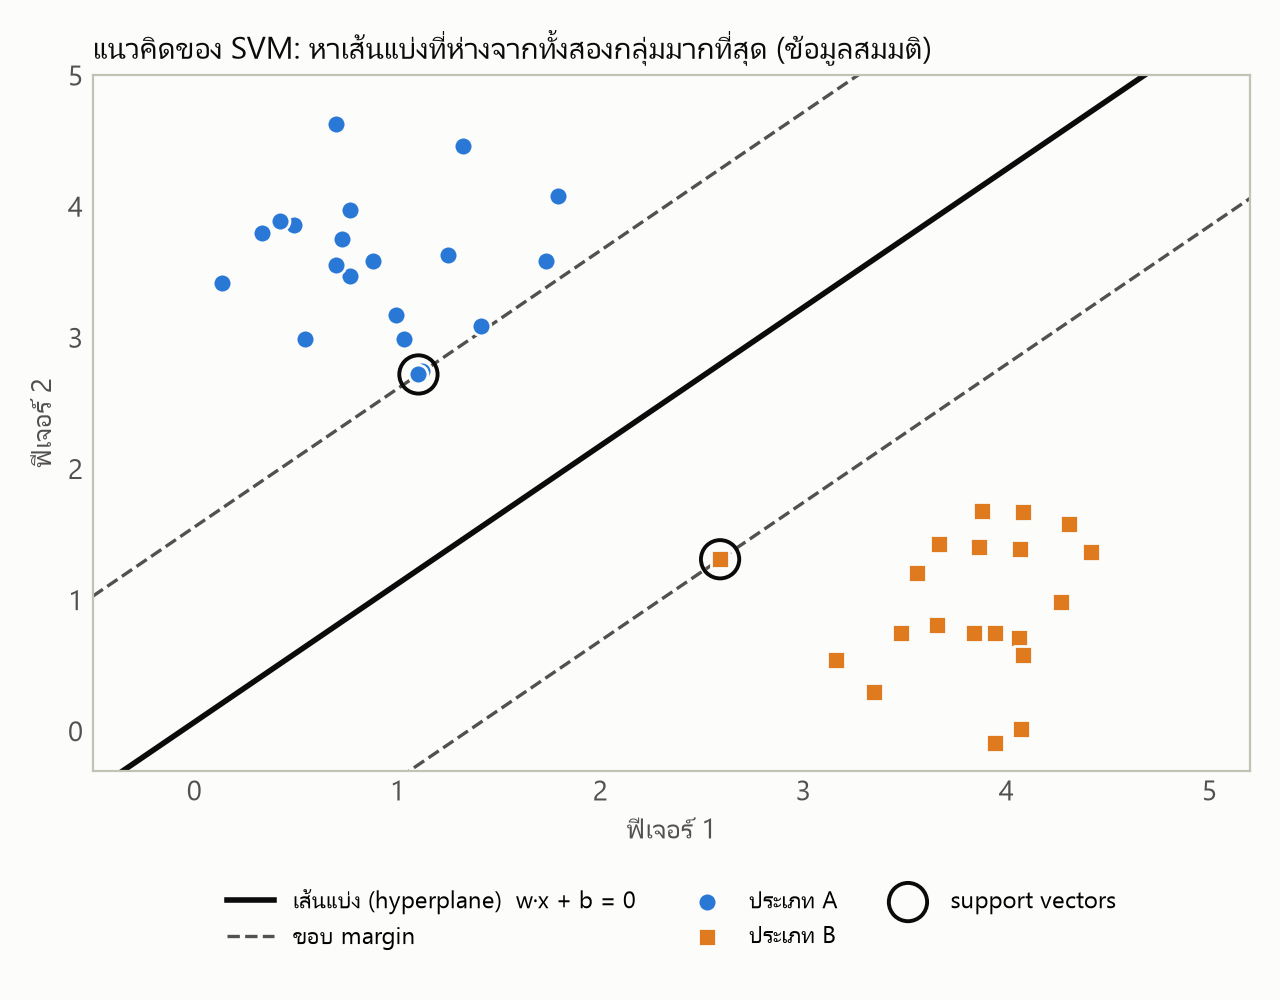 แนวคิดของ SVM: หาเส้นแบ่งที่ห่างจากทั้งสองกลุ่มมากที่สุด (ข้อมูลสมมติ)
5
4
3
2
1
0
ฟีเจอร์ 2
0 1 2 3 4 5
ฟีเจอร์ 1
เส้นแบ่ง (hyperplane) w·x + b = 0
ขอบ margin
ประเภท A
ประเภท B
support vectors